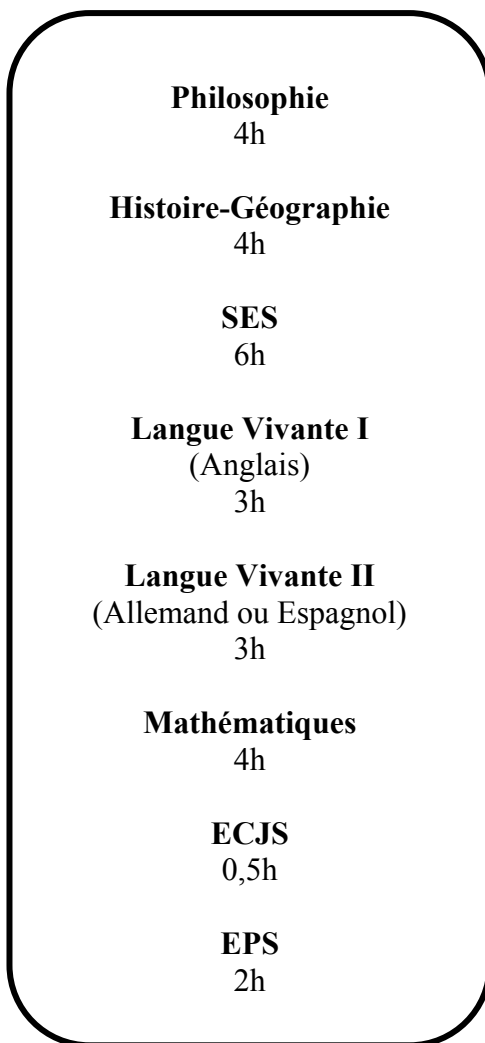 Philosophie
4h
Histoire-Géographie
4h
SES
6h
Langue Vivante I
(Anglais)
3h
Langue Vivante II
(Allemand ou Espagnol)
3h
Mathématiques
4h
ECJS
0,5h
EPS
2h